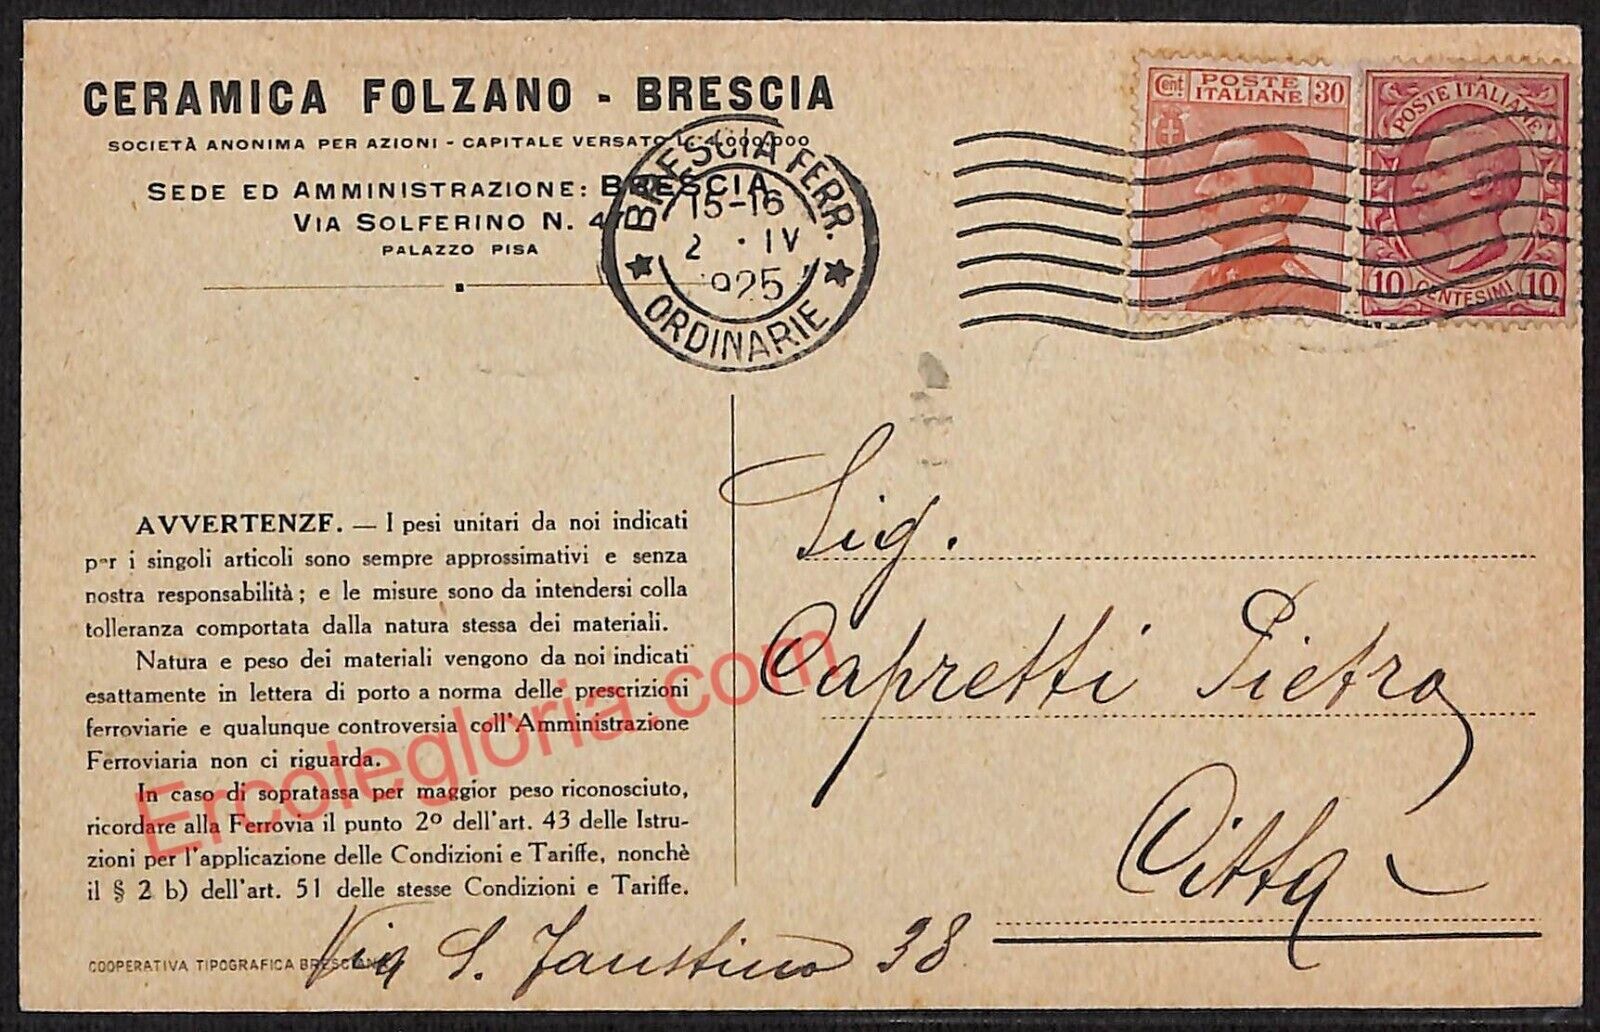 CERAMICA FOLZANO - BRESCIA
SOCIETÀ ANONIMA PER AZIONI - CAPITALE VERSATO L. 4.000.000
SEDE ED AMMINISTRAZIONE: BRESCIA
VIA SOLFERINO N.
PALAZZO PISA
BRESCIA FERR.
15-16
2 . IV
925
ORDINARIE
Cent POSTE ITALIANE 30
POSTE ITALIANE
10 CENTESIMI 10
AVVERTENZE. — I pesi unitari da noi indicati
per i singoli articoli sono sempre approssimativi e senza
nostra responsabilità; e le misure sono da intendersi colla
tolleranza comportata dalla natura stessa dei materiali.
Natura e peso dei materiali vengono da noi indicati
esattamente in lettera di porto a norma delle prescrizioni
ferroviarie e qualunque controversia coll'Amministrazione
Ferroviaria non ci riguarda.
In caso di sopratassa per maggior peso riconosciuto,
ricordare alla Ferrovia il punto 2º dell'art. 43 delle Istru-
zioni per l'applicazione delle Condizioni e Tariffe, nonchè
il § 2 b) dell'art. 51 delle stesse Condizioni e Tariffe.
COOPERATIVA TIPOGRAFICA BRESCIANA
Sig.
Capretti Pietro
Città
Via S. Faustino 38
Ercolegloria.com